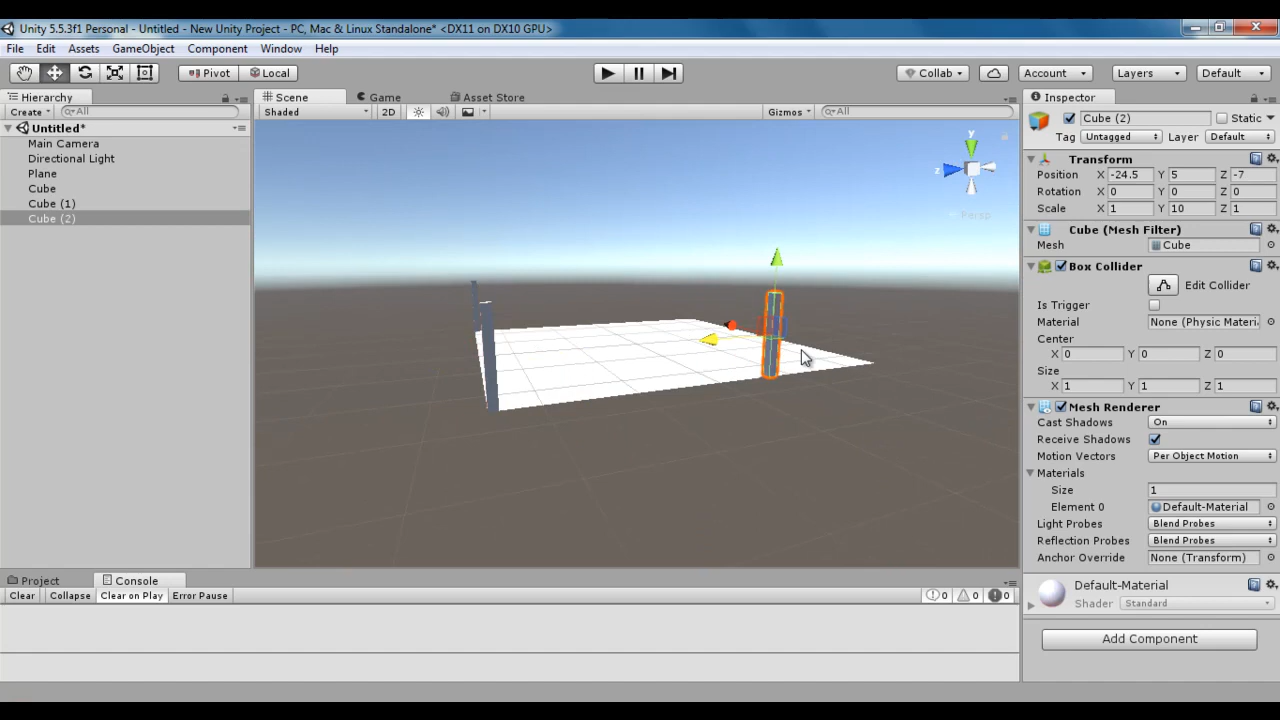 Unity 5.5.3f1 Personal - Untitled - New Unity Project - PC, Mac & Linux Standalone* <DX11 on DX10 GPU>
File Edit Assets GameObject Component Window Help
Pivot Local Collab Account Layers Default
Hierarchy Scene Game Asset Store Inspector
Create All Shaded 2D Gizmos All Cube (2) Static
Untitled*
Tag Untagged Layer Default
Main Camera
Directional Light
Plane
Cube
Cube (1)
Cube (2)
y
z
Persp
Transform
Position X -24.5 Y 5 Z -7
Rotation X 0 Y 0 Z 0
Scale X 1 Y 10 Z 1
Cube (Mesh Filter)
Mesh Cube
Box Collider
Edit Collider
Is Trigger
Material None (Physic Materi
Center
X 0 Y 0 Z 0
Size
X 1 Y 1 Z 1
Mesh Renderer
Cast Shadows On
Receive Shadows
Motion Vectors Per Object Motion
Materials
Size 1
Element 0 Default-Material
Light Probes Blend Probes
Reflection Probes Blend Probes
Anchor Override None (Transform)
Default-Material
Shader Standard
Add Component
Project Console
Clear Collapse Clear on Play Error Pause 0 0 0